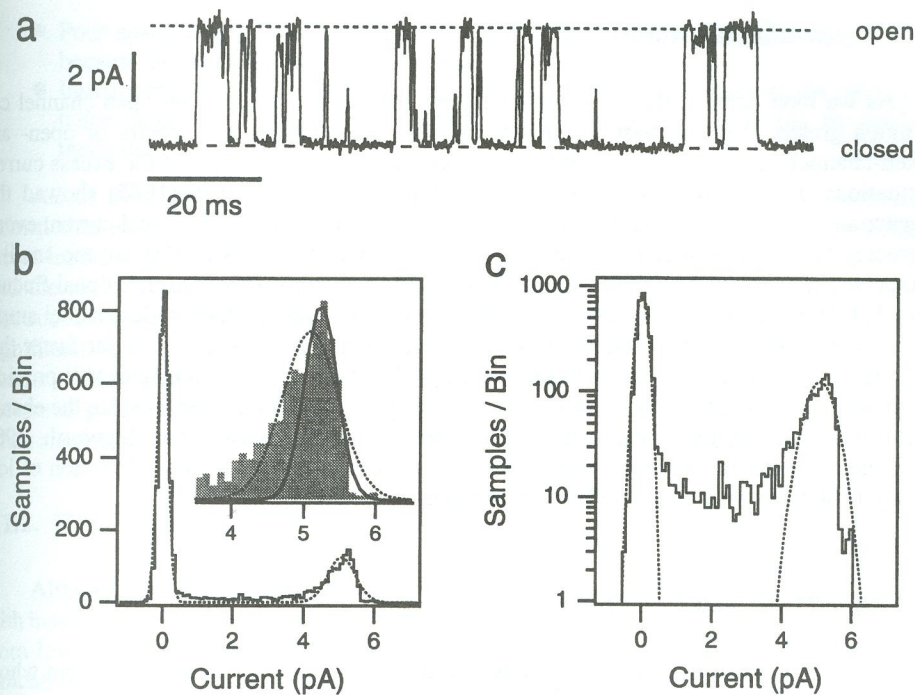 a
open
2 pA
closed
20 ms
b
800
600
400
200
0
Samples / Bin
4 5 6
0 2 4 6
Current (pA)
c
1000
100
10
1
Samples / Bin
0 2 4 6
Current (pA)